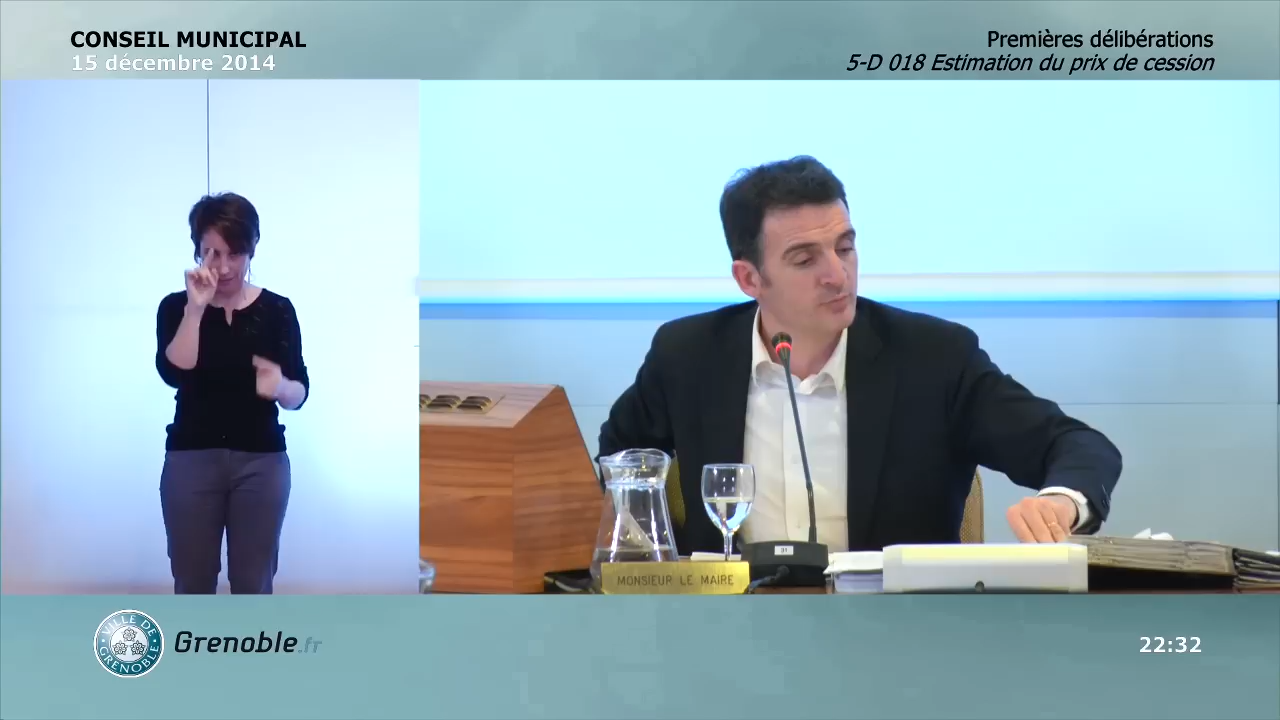 CONSEIL MUNICIPAL
15 décembre 2014
Premières délibérations
5-D 018 Estimation du prix de cession
MONSIEUR LE MAIRE
VILLE DE GRENOBLE
Grenoble.fr
22:32